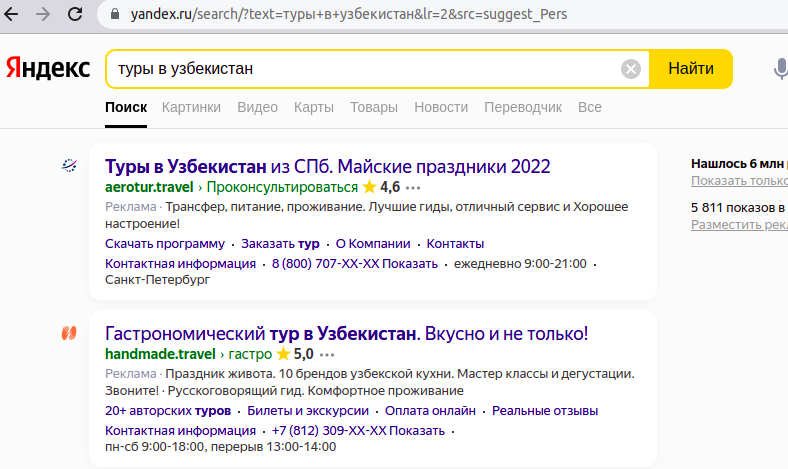 yandex.ru/search/?text=туры+в+узбекистан&lr=2&src=suggest_Pers
Яндекс
туры в узбекистан
Найти
Поиск Картинки Видео Карты Товары Новости Переводчик Все
Туры в Узбекистан из СПб. Майские праздники 2022
aerotur.travel › Проконсультироваться 4,6
Реклама · Трансфер, питание, проживание. Лучшие гиды, отличный сервис и Хорошее
настроение!
Скачать программу · Заказать тур · О Компании · Контакты
Контактная информация · 8 (800) 707-XX-XX Показать · ежедневно 9:00-21:00 ·
Санкт-Петербург
Гастрономический тур в Узбекистан. Вкусно и не только!
handmade.travel › гастро 5,0
Реклама · Праздник живота. 10 брендов узбекской кухни. Мастер классы и дегустации.
Звоните! · Русскоговорящий гид. Комфортное проживание
20+ авторских туров · Билеты и экскурсии · Оплата онлайн · Реальные отзывы
Контактная информация · +7 (812) 309-XX-XX Показать ·
пн-сб 9:00-18:00, перерыв 13:00-14:00
Нашлось 6 млн
Показать только
5 811 показов в
Разместить рек